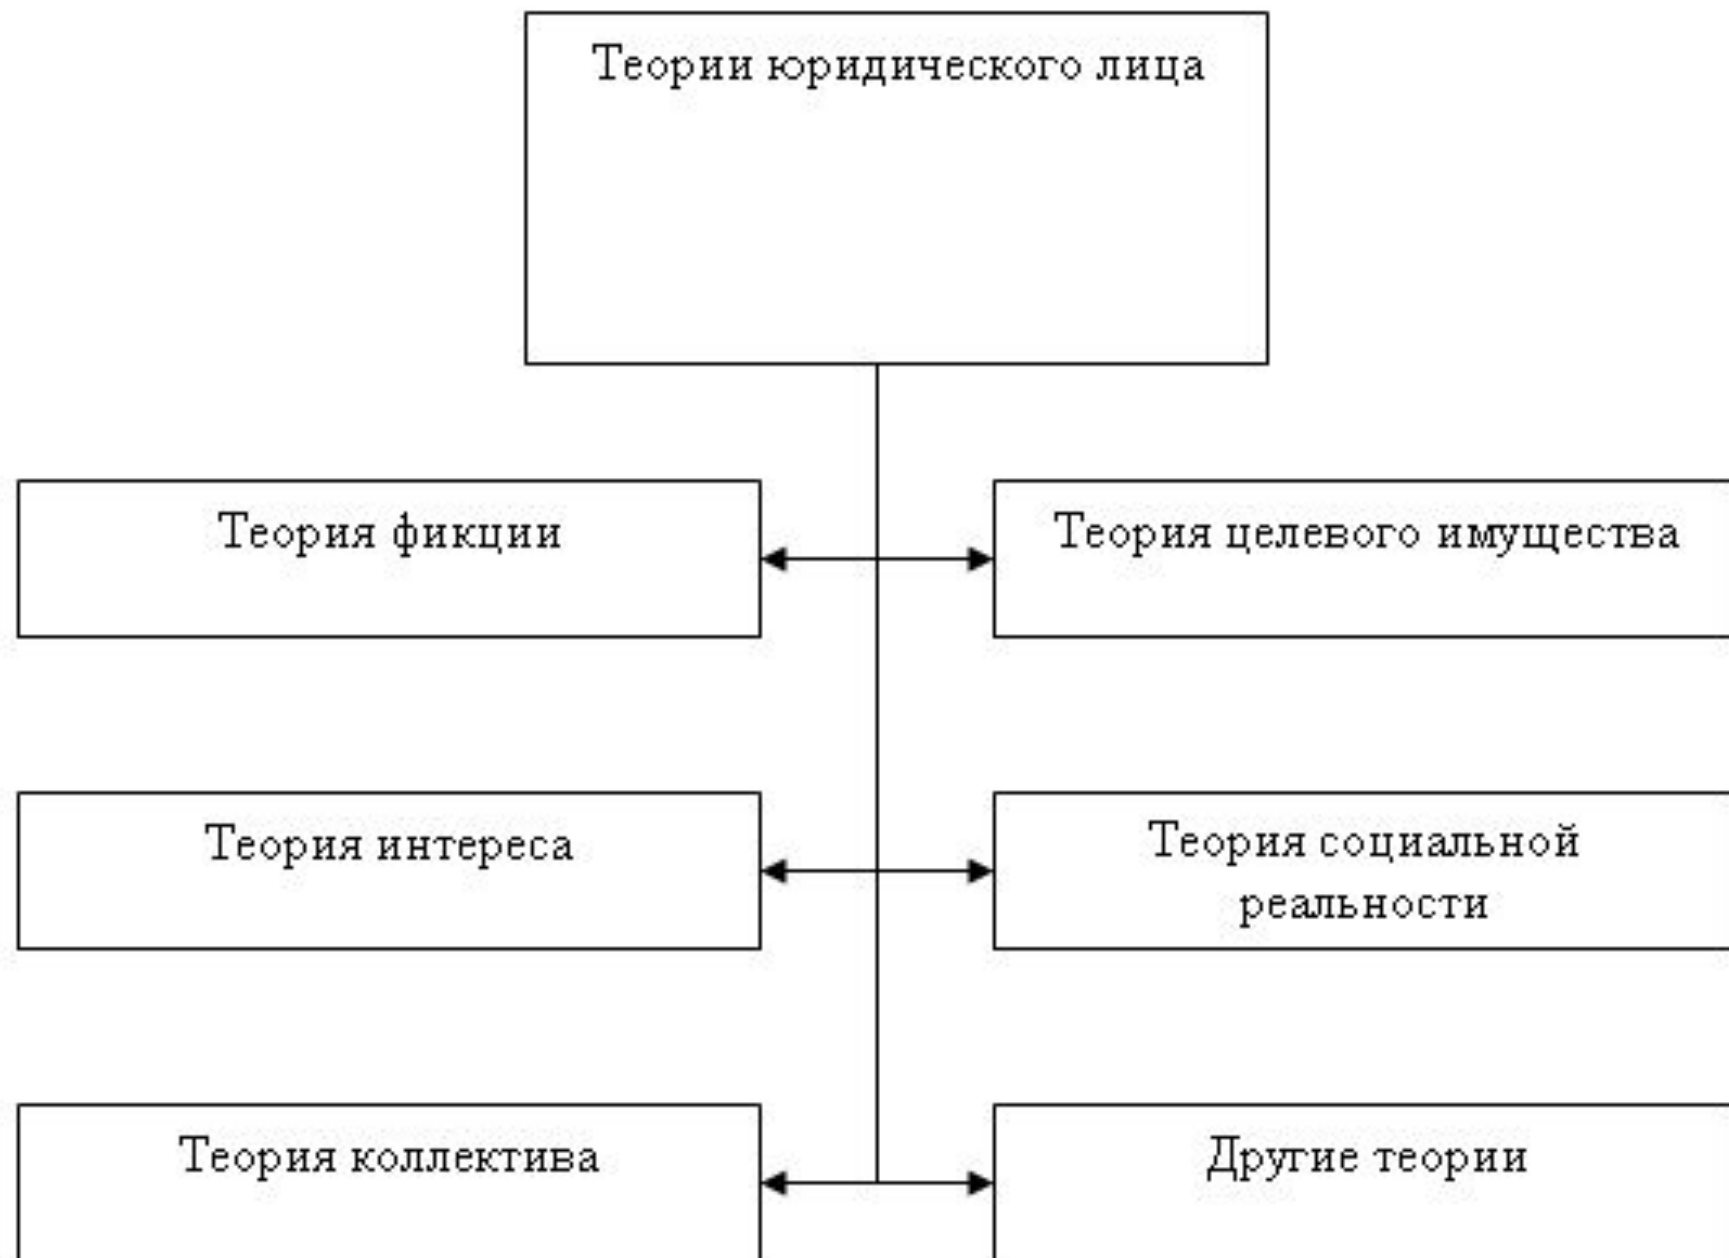 Теории юридического лица
Теория фикции
Теория целевого имущества
Теория интереса
Теория социальной
реальности
Теория коллектива
Другие теории